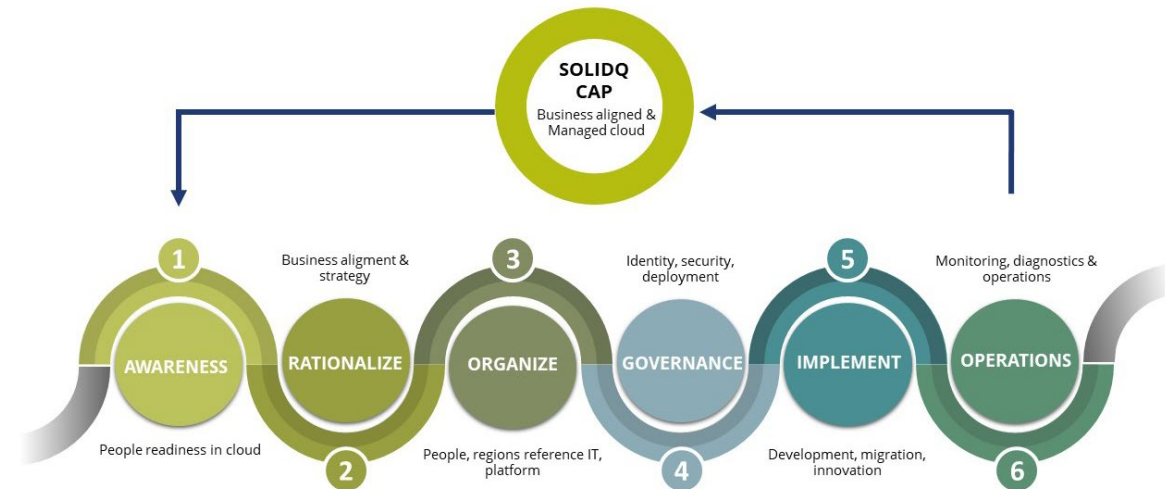 SOLIDQ
CAP
Business aligned &
Managed cloud
1
AWARENESS
People readiness in cloud
Business aligment &
strategy
RATIONALIZE
2
3
ORGANIZE
People, regions reference IT,
platform
Identity, security,
deployment
GOVERNANCE
4
5
IMPLEMENT
Development, migration,
innovation
Monitoring, diagnostics &
operations
OPERATIONS
6